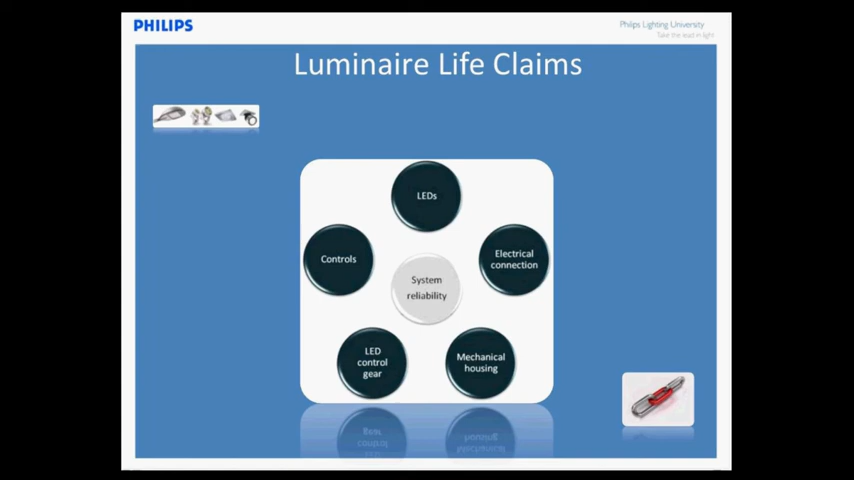 PHILIPS
Philips Lighting University
Take the lead in light
Luminaire Life Claims
LEDs
Controls
Electrical
connection
System
reliability
LED
control
gear
Mechanical
housing